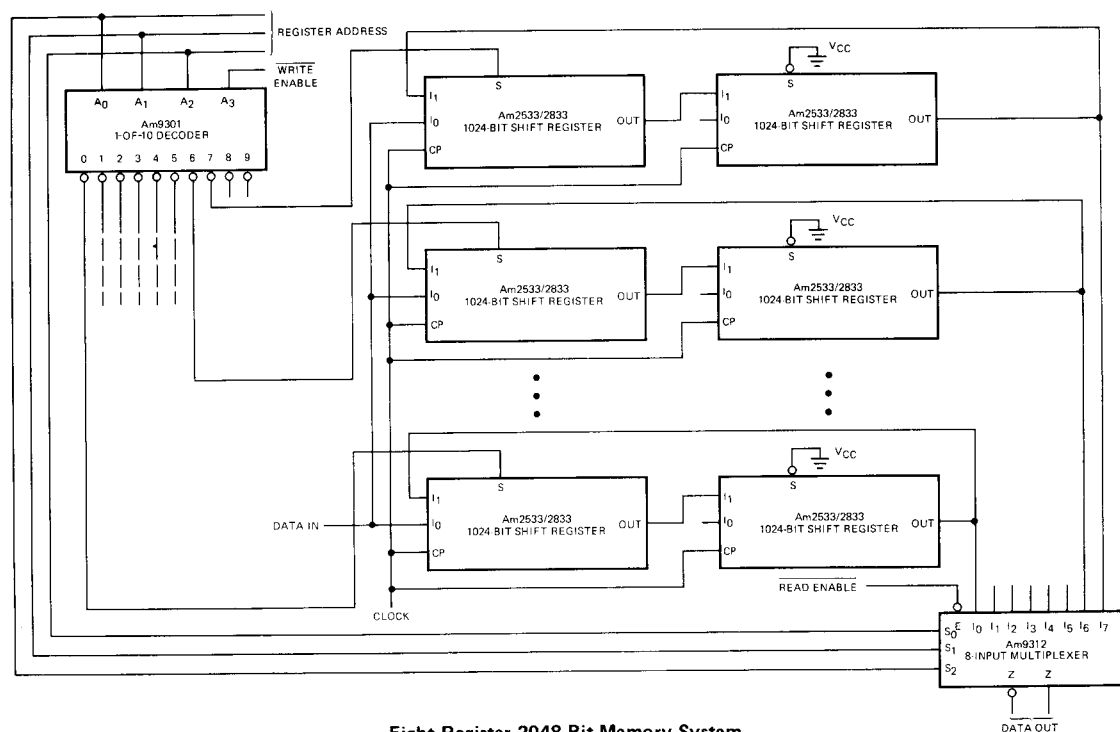 REGISTER ADDRESS
WRITE
ENABLE
A0 A1 A2 A3
Am9301
1-OF-10 DECODER
0 1 2 3 4 5 6 7 8 9
VCC
S
I1
I0
CP
Am2533/2833
1024-BIT SHIFT REGISTER
OUT
S
I1
I0
CP
Am2533/2833
1024-BIT SHIFT REGISTER
OUT
VCC
S
I1
I0
CP
Am2533/2833
1024-BIT SHIFT REGISTER
OUT
S
I1
I0
CP
Am2533/2833
1024-BIT SHIFT REGISTER
OUT
VCC
S
I1
I0
CP
Am2533/2833
1024-BIT SHIFT REGISTER
OUT
S
I1
I0
CP
Am2533/2833
1024-BIT SHIFT REGISTER
OUT
DATA IN
CLOCK
READ ENABLE
E I0 I1 I2 I3 I4 I5 I6 I7
S0
S1
S2
Am9312
8-INPUT MULTIPLEXER
Z Z
DATA OUT
Eight Register 2048-Bit Memory System